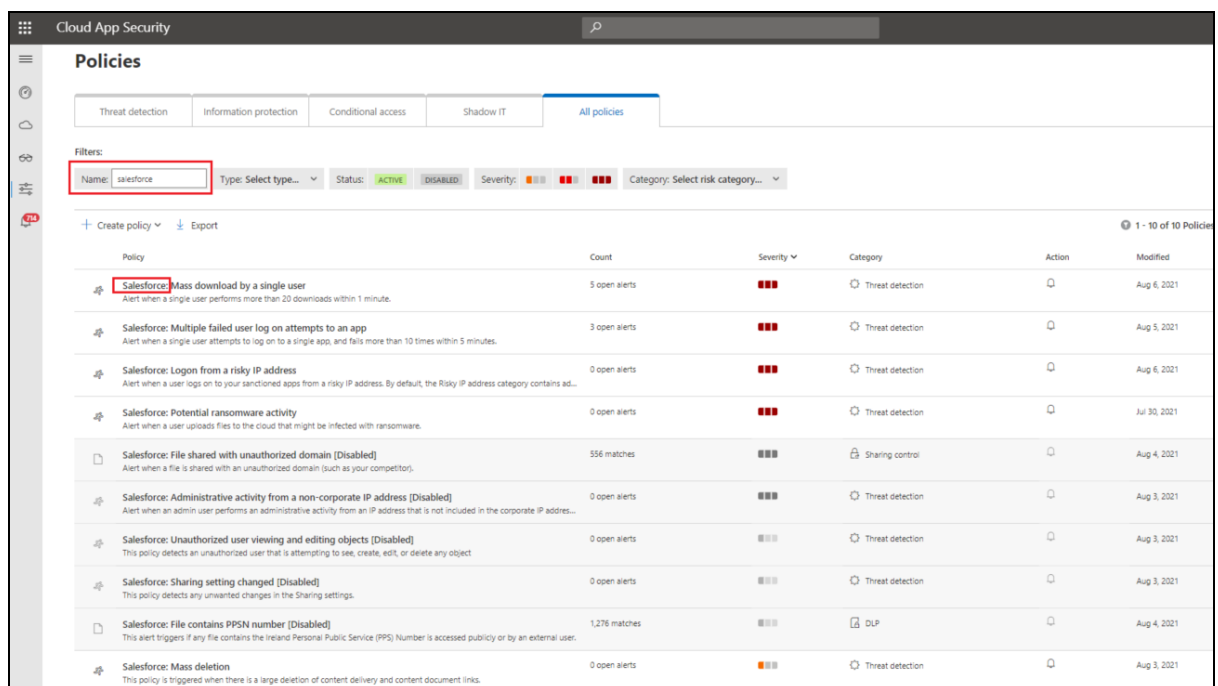 Cloud App Security
Policies
Threat detection Information protection Conditional access Shadow IT All policies
Filters:
Name: salesforce Type: Select type... Status: ACTIVE DISABLED Severity: Category: Select risk category...
714
Create policy Export 1 - 10 of 10 Policies
Policy Count Severity Category Action Modified
Salesforce: Mass download by a single user 5 open alerts Threat detection Aug 6, 2021
Alert when a single user performs more than 20 downloads within 1 minute.
Salesforce: Multiple failed user log on attempts to an app 3 open alerts Threat detection Aug 5, 2021
Alert when a single user attempts to log on to a single app, and fails more than 10 times within 5 minutes.
Salesforce: Logon from a risky IP address 0 open alerts Threat detection Aug 6, 2021
Alert when a user logs on to your sanctioned apps from a risky IP address. By default, the Risky IP address category contains ad...
Salesforce: Potential ransomware activity 0 open alerts Threat detection Jul 30, 2021
Alert when a user uploads files to the cloud that might be infected with ransomware.
Salesforce: File shared with unauthorized domain [Disabled] 556 matches Sharing control Aug 4, 2021
Alert when a file is shared with an unauthorized domain (such as your competitor).
Salesforce: Administrative activity from a non-corporate IP address [Disabled] 0 open alerts Threat detection Aug 3, 2021
Alert when an admin user performs an administrative activity from an IP address that is not included in the corporate IP addres...
Salesforce: Unauthorized user viewing and editing objects [Disabled] 0 open alerts Threat detection Aug 3, 2021
This policy detects an unauthorized user that is attempting to see, create, edit, or delete any object
Salesforce: Sharing setting changed [Disabled] 0 open alerts Threat detection Aug 3, 2021
This policy detects any unwanted changes in the Sharing settings.
Salesforce: File contains PPSN number [Disabled] 1,276 matches DLP Aug 4, 2021
This alert triggers if any file contains the Ireland Personal Public Service (PPS) Number is accessed publicly or by an external user.
Salesforce: Mass deletion 0 open alerts Threat detection Aug 3, 2021
This policy is triggered when there is a large deletion of content delivery and content document links.